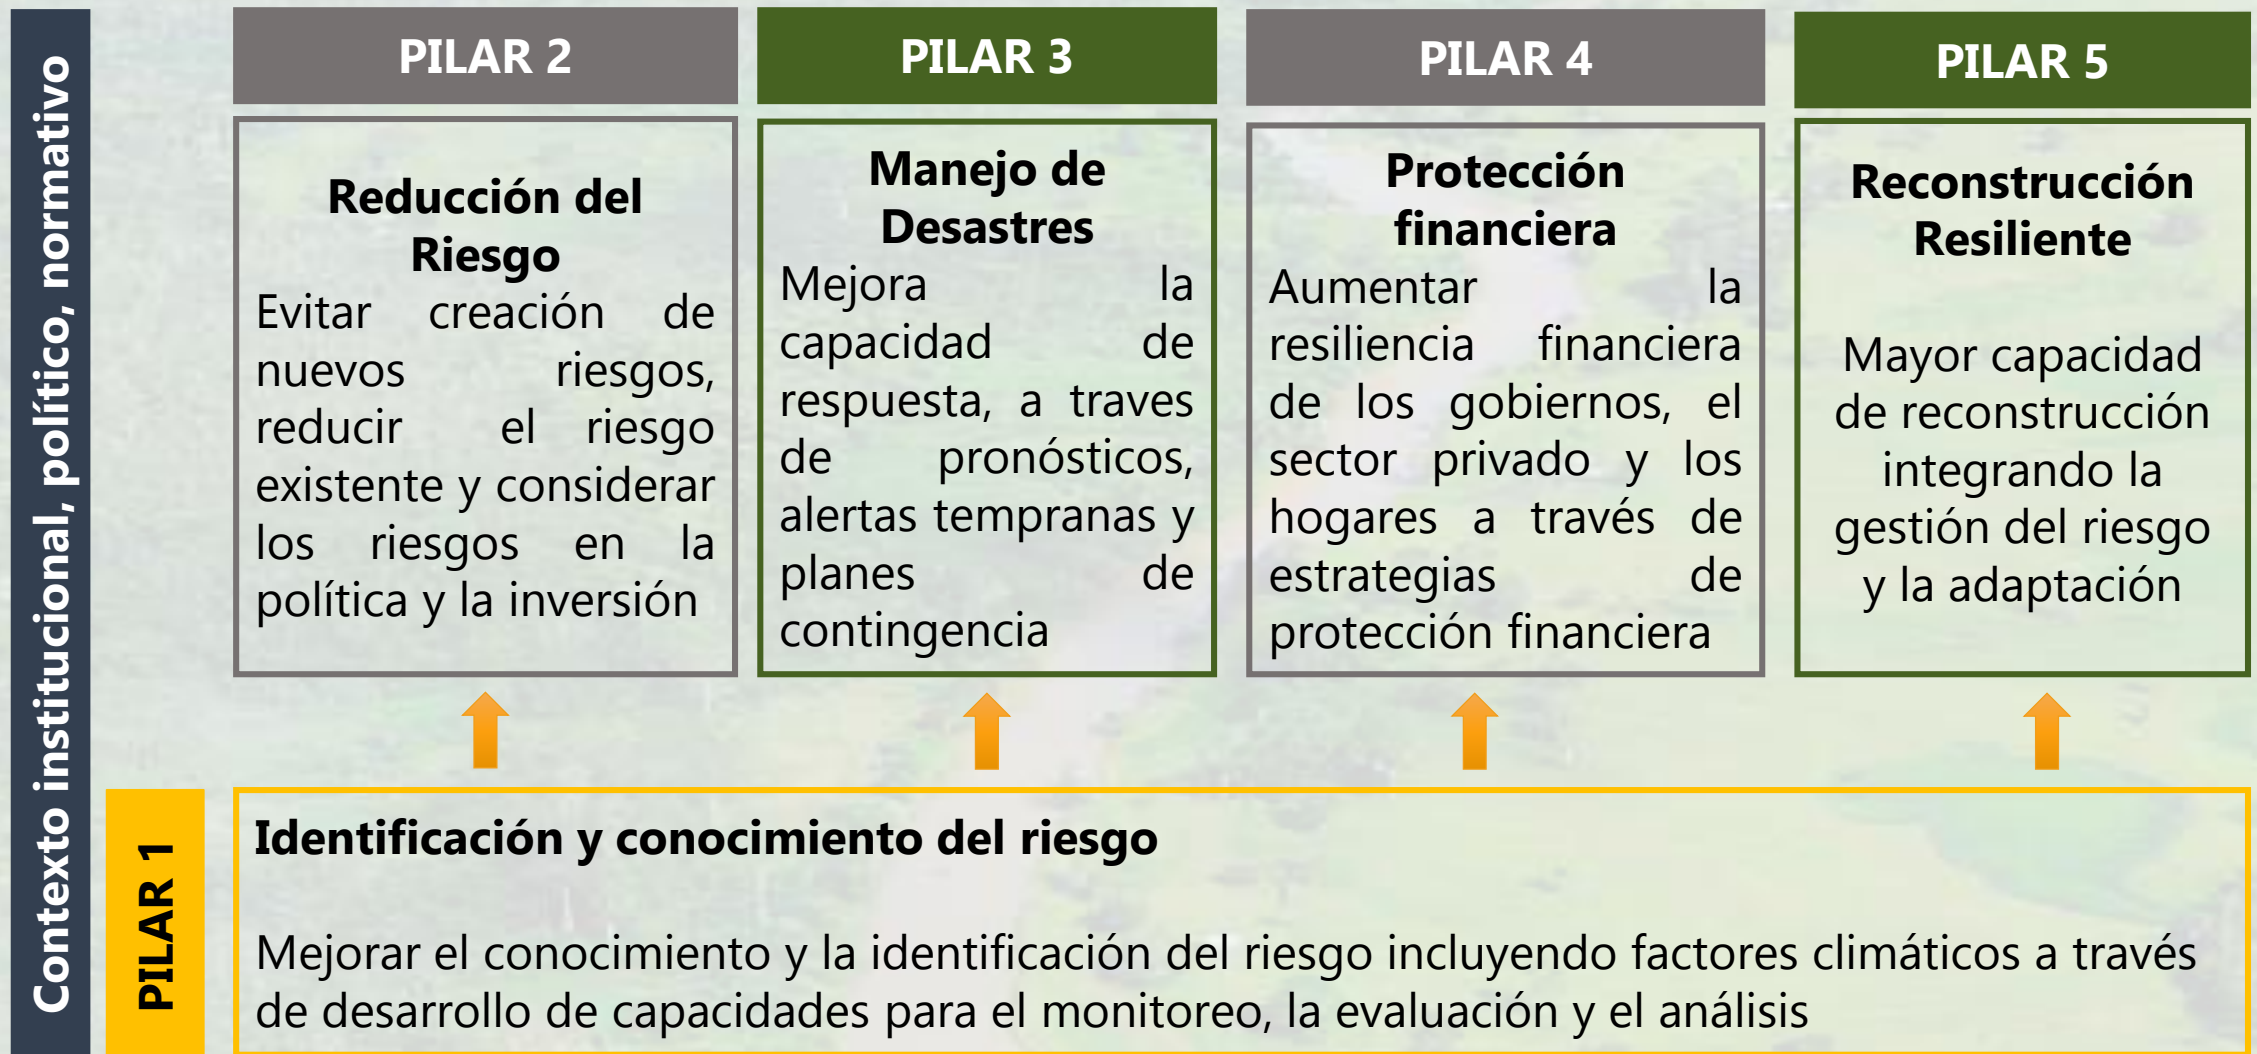 Contexto institucional, político, normativo
PILAR 2
Reducción del
Riesgo
Evitar creación de
nuevos riesgos,
reducir el riesgo
existente y considerar
los riesgos en la
política y la inversión
PILAR 3
Manejo de
Desastres
Mejora la
capacidad de
respuesta, a traves
de pronósticos,
alertas tempranas y
planes de
contingencia
PILAR 4
Protección
financiera
Aumentar la
resiliencia financiera
de los gobiernos, el
sector privado y los
hogares a través de
estrategias de
protección financiera
PILAR 5
Reconstrucción
Resiliente
Mayor capacidad
de reconstrucción
integrando la
gestión del riesgo
y la adaptación
PILAR 1
Identificación y conocimiento del riesgo
Mejorar el conocimiento y la identificación del riesgo incluyendo factores climáticos a través
de desarrollo de capacidades para el monitoreo, la evaluación y el análisis